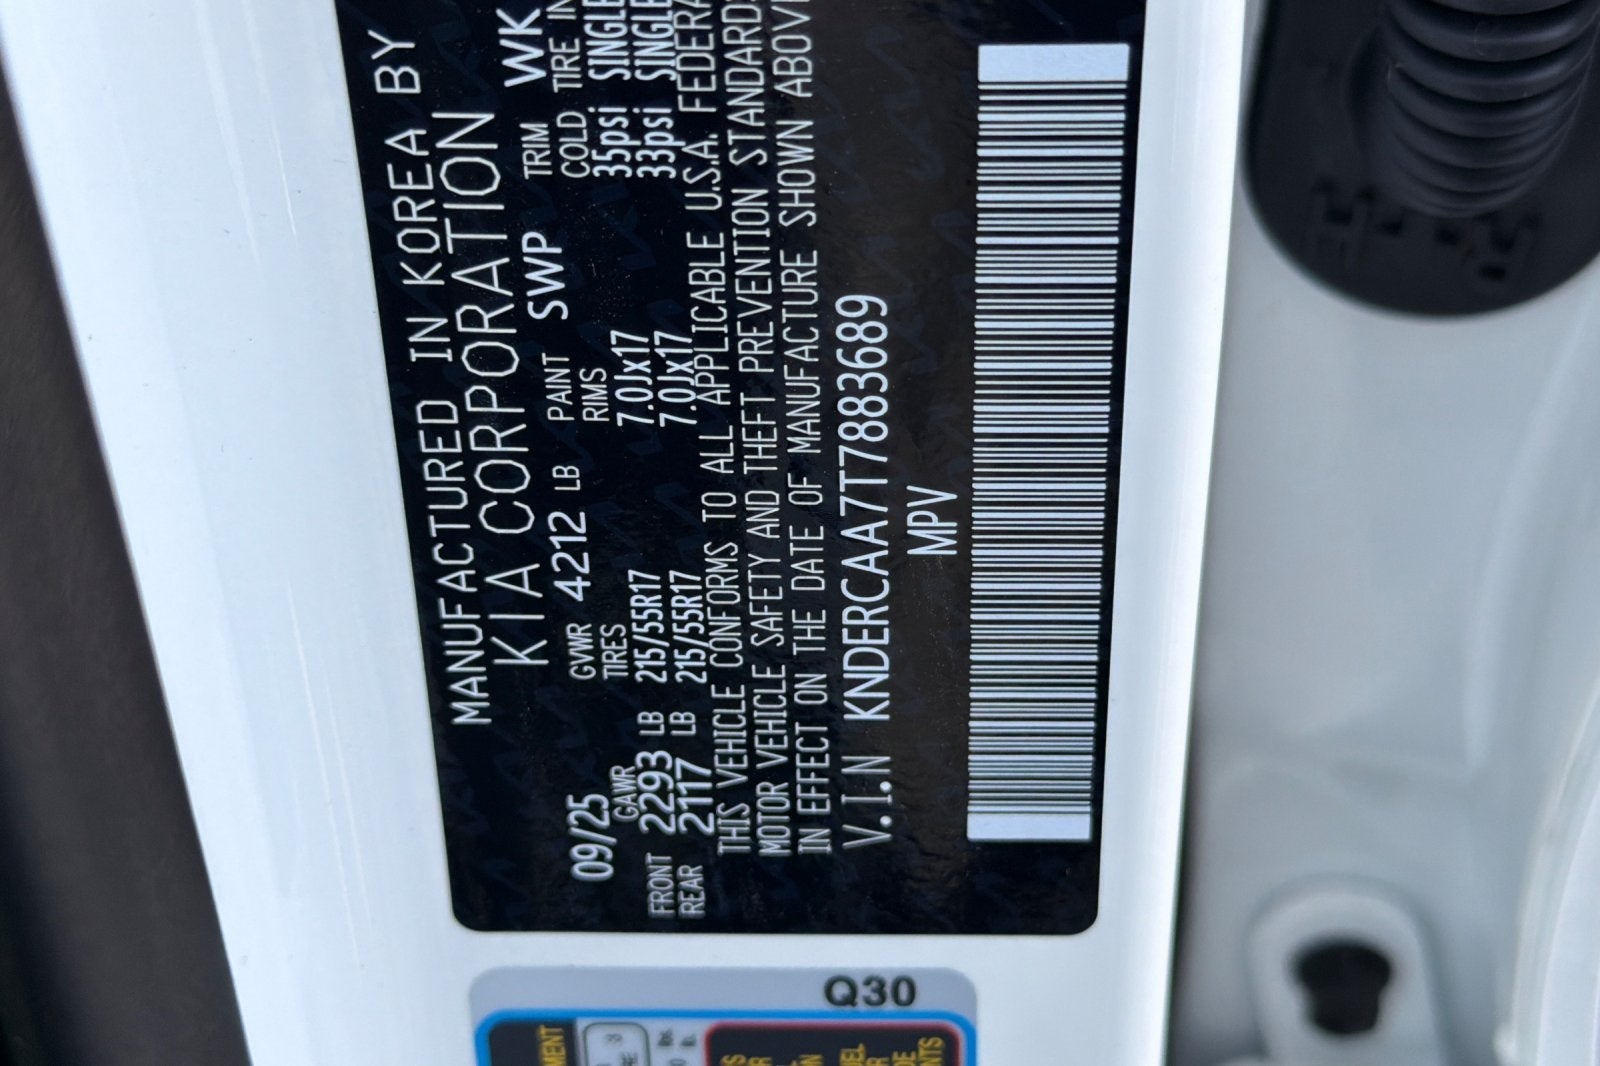 MANUFACTURED IN KOREA BY
KIA CORPORATION
09/25 GVWR 4212 LB PAINT SWP TRIM WK
GAWR TIRES RIMS COLD TIRE
FRONT 2293 LB 215/55R17 7.0Jx17 35psi SINGLE
REAR 2117 LB 215/55R17 7.0Jx17 33psi SINGLE
THIS VEHICLE CONFORMS TO ALL APPLICABLE U.S.A. FEDERA
MOTOR VEHICLE SAFETY AND THEFT PREVENTION STANDARDS
IN EFFECT ON THE DATE OF MANUFACTURE SHOWN ABOV
V.I.N KNDERCAA7T7883689
MPV
Q30